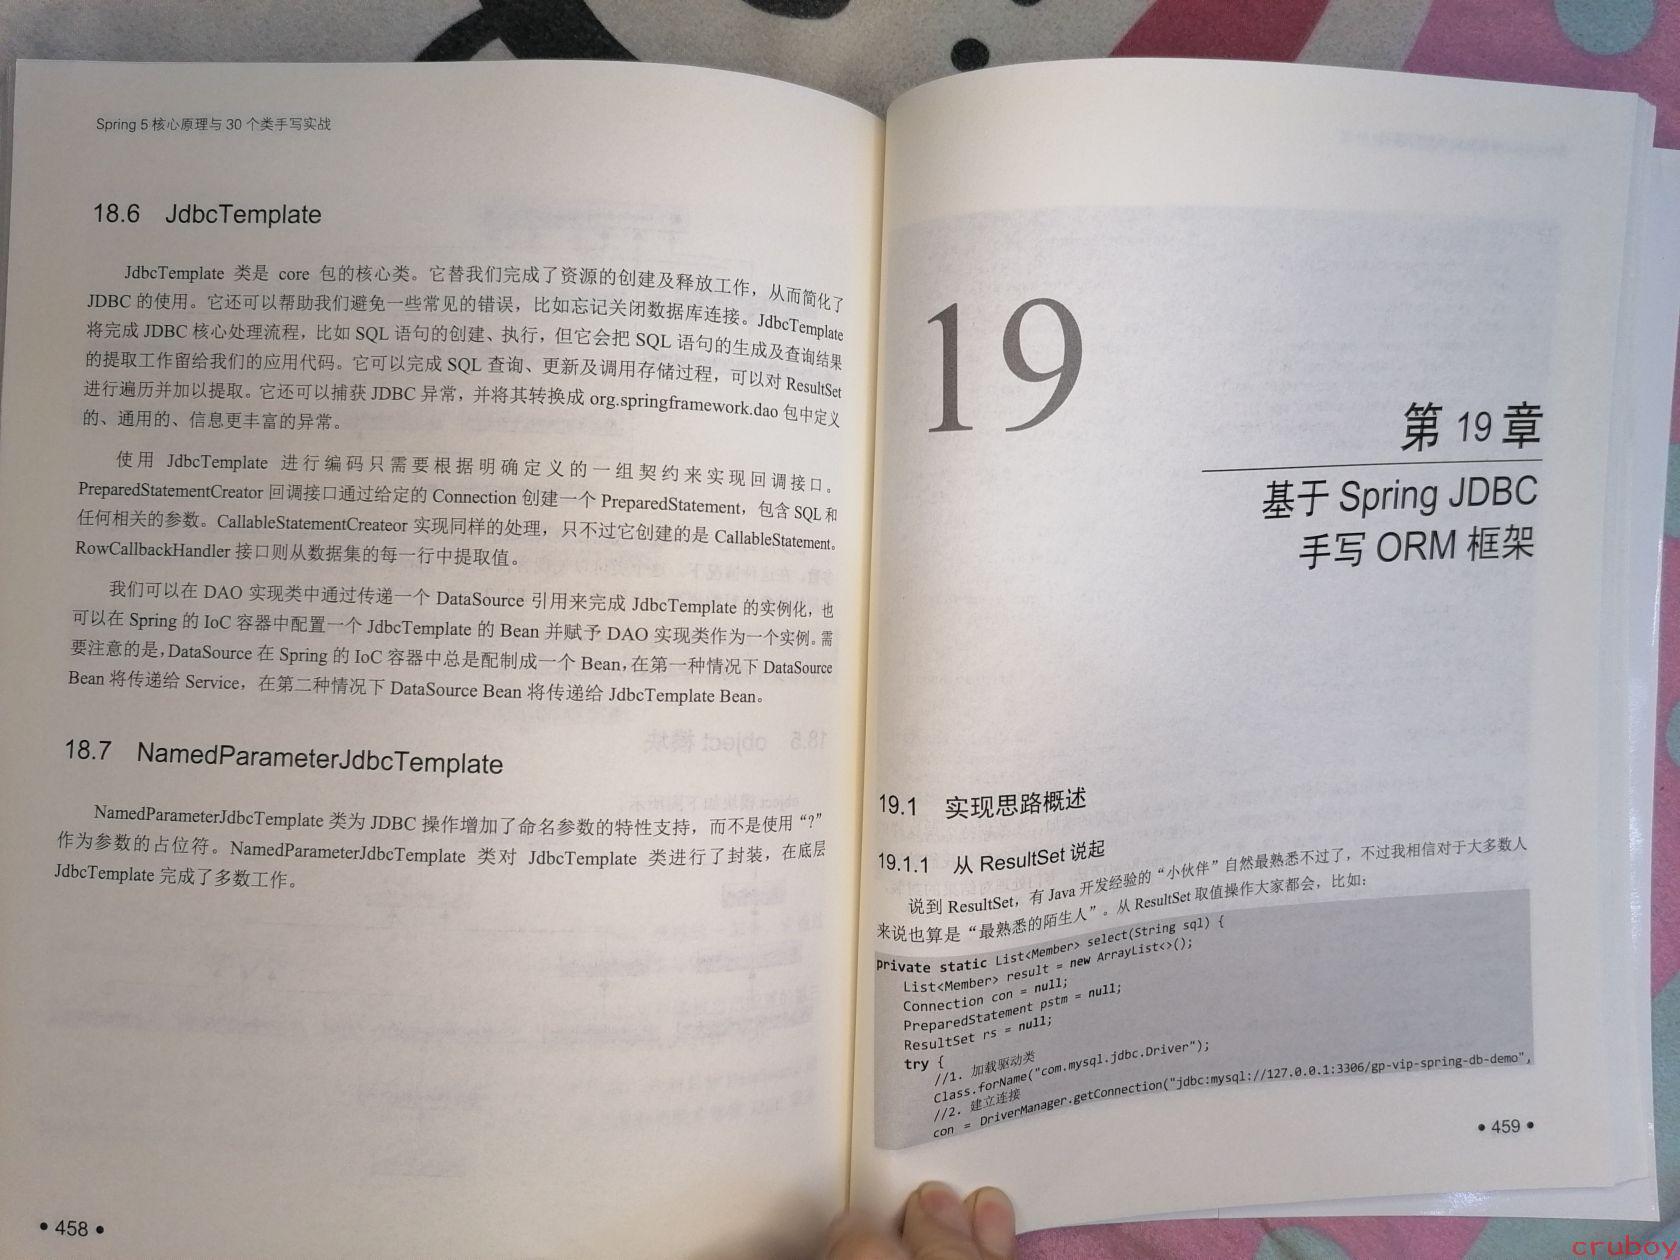 Spring 5 核心原理与 30 个类手写实战
18.6 JdbcTemplate
JdbcTemplate 类是 core 包的核心类。它替我们完成了资源的创建及释放工作，从而简化了
JDBC 的使用。它还可以帮助我们避免一些常见的错误，比如忘记关闭数据库连接。JdbcTemplate
将完成 JDBC 核心处理流程，比如 SQL 语句的创建、执行，但它会把 SQL 语句的生成及查询结果
的提取工作留给我们的应用代码。它可以完成 SQL 查询、更新及调用存储过程，可以对 ResultSet
进行遍历并加以提取。它还可以捕获 JDBC 异常，并将其转换成 org.springframework.dao 包中定义
的、通用的、信息更丰富的异常。
使用 JdbcTemplate 进行编码只需要根据明确定义的一组契约来实现回调接口。
PreparedStatementCreator 回调接口通过给定的 Connection 创建一个 PreparedStatement，包含 SQL 和
任何相关的参数。CallableStatementCreateor 实现同样的处理，只不过它创建的是 CallableStatement。
RowCallbackHandler 接口则从数据集的每一行中提取值。
我们可以在 DAO 实现类中通过传递一个 DataSource 引用来完成 JdbcTemplate 的实例化，也
可以在 Spring 的 IoC 容器中配置一个 JdbcTemplate 的 Bean 并赋予 DAO 实现类作为一个实例。需
要注意的是，DataSource 在 Spring 的 IoC 容器中总是配制成一个 Bean，在第一种情况下 DataSource
Bean 将传递给 Service，在第二种情况下 DataSource Bean 将传递给 JdbcTemplate Bean。
18.7 NamedParameterJdbcTemplate
NamedParameterJdbcTemplate 类为 JDBC 操作增加了命名参数的特性支持，而不是使用“?”
作为参数的占位符。NamedParameterJdbcTemplate 类对 JdbcTemplate 类进行了封装，在底层
JdbcTemplate 完成了多数工作。
• 458 •
19
第 19 章
基于 Spring JDBC
手写 ORM 框架
19.1 实现思路概述
19.1.1 从 ResultSet 说起
说到 ResultSet，有 Java 开发经验的“小伙伴”自然最熟悉不过了，不过我相信对于大多数人
来说也算是“最熟悉的陌生人”。从 ResultSet 取值操作大家都会，比如：
private static List<Member> select(String sql) {
List<Member> result = new ArrayList<>();
Connection con = null;
PreparedStatement pstm = null;
ResultSet rs = null;
try {
//1. 加载驱动类
Class.forName("com.mysql.jdbc.Driver");
//2. 建立连接
con = DriverManager.getConnection("jdbc:mysql://127.0.0.1:3306/gp-vip-spring-db-demo",
• 459 •
cruboy